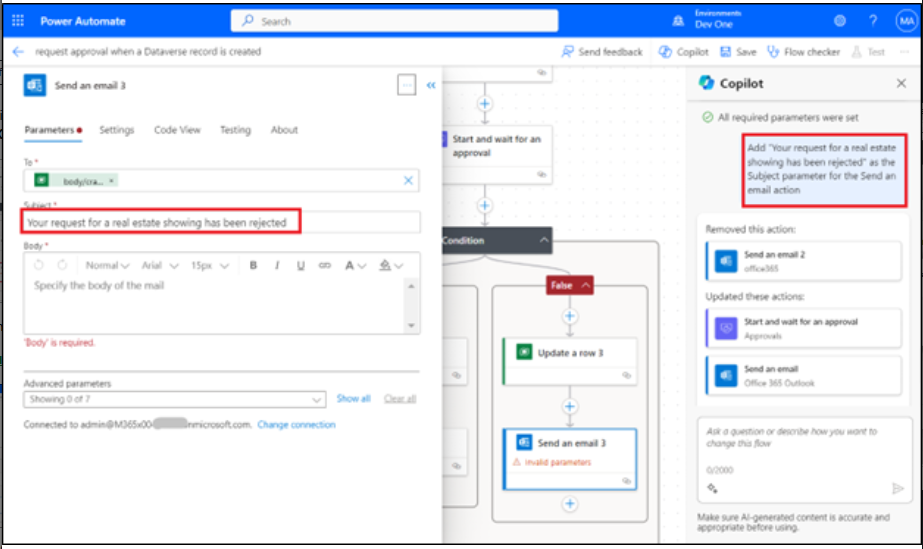 Power Automate
Search
Environments
Dev One
MA
request approval when a Dataverse record is created
Send feedback
Copilot
Save
Flow checker
Test
Send an email 3
Parameters
Settings
Code View
Testing
About
To *
body/cra... ×
Subject *
Your request for a real estate showing has been rejected
Body *
Normal
Arial
15px
B
I
U
A
Specify the body of the mail
'Body' is required.
Advanced parameters
Showing 0 of 7
Show all
Clear all
Connected to admin@M365x00 nmicrosoft.com.
Change connection
Start and wait for an
approval
Condition
False
Update a row 3
Send an email 3
Invalid parameters
Copilot
All required parameters were set
Add "Your request for a real estate
showing has been rejected" as the
Subject parameter for the Send an
email action
Removed this action:
Send an email 2
office365
Updated these actions:
Start and wait for an approval
Approvals
Send an email
Office 365 Outlook
Ask a question or describe how you want to
change this flow
0/2000
Make sure AI-generated content is accurate and
appropriate before using.